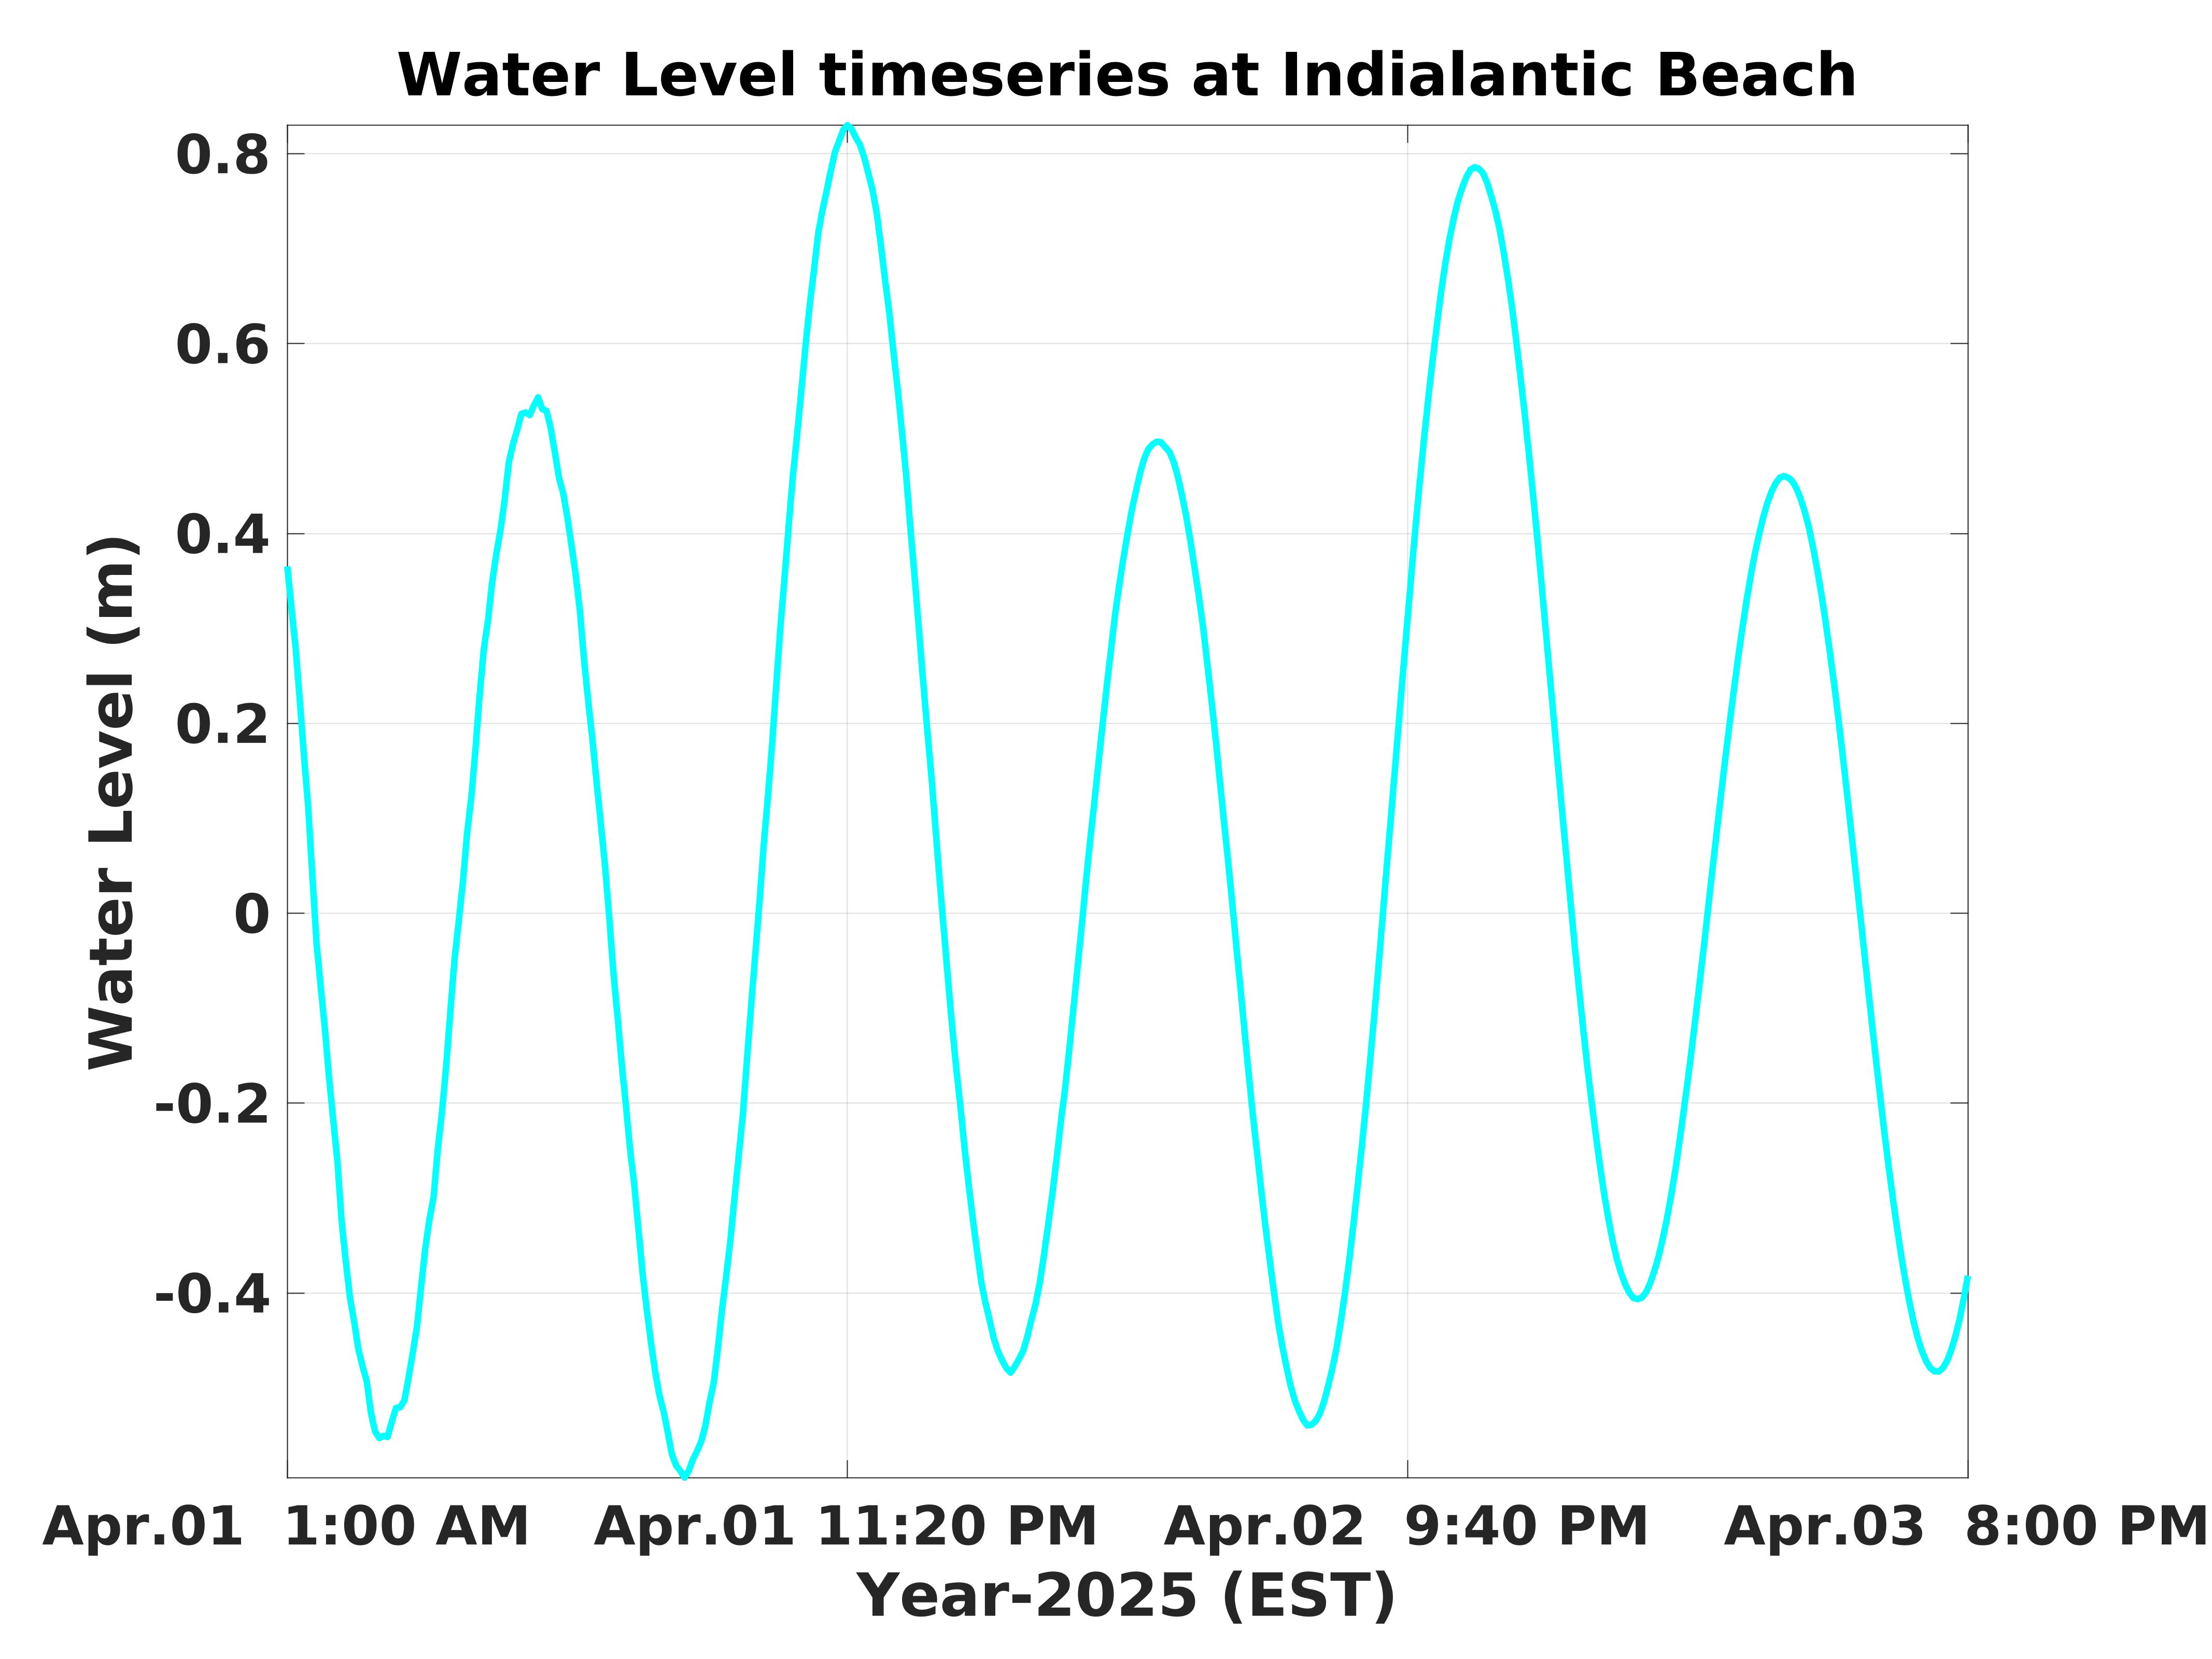 Water Level timeseries at Indialantic Beach
0.8
0.6
0.4
0.2
0
-0.2
-0.4
Water Level (m)
Apr.01  1:00 AM
Apr.01 11:20 PM
Apr.02  9:40 PM
Apr.03  8:00 PM
Year-2025 (EST)